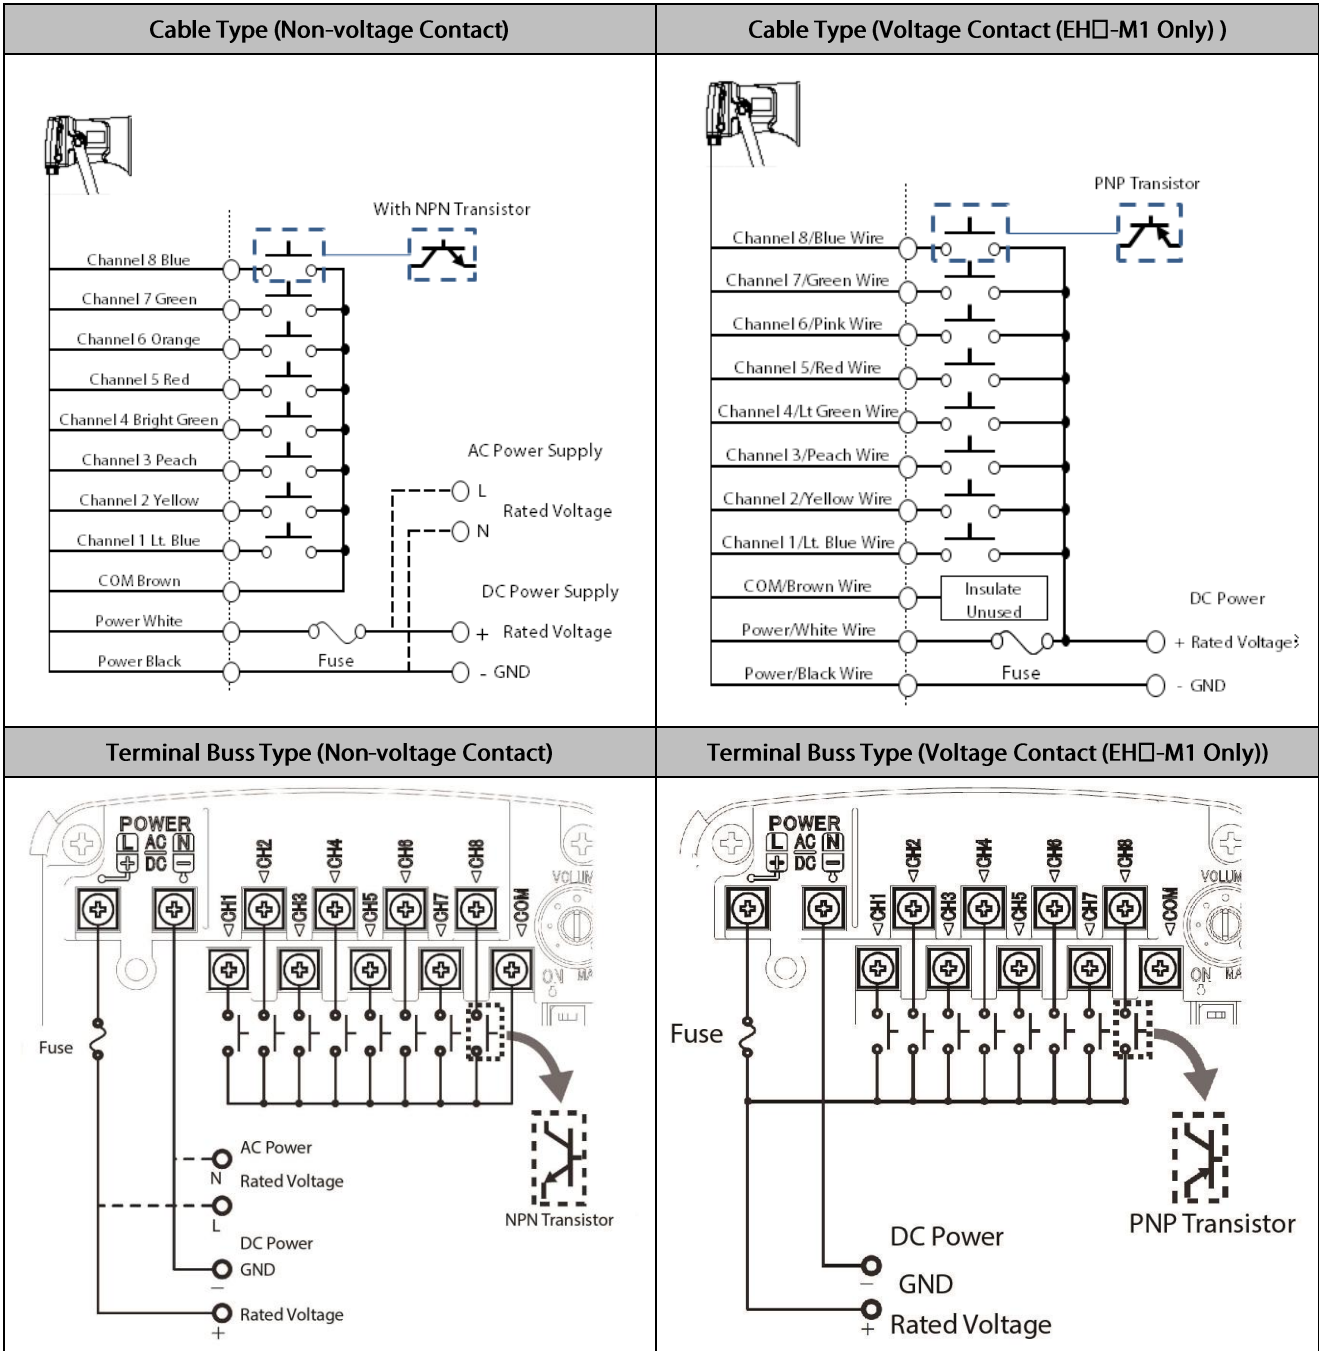 Cable Type (Non-voltage Contact)
With NPN Transistor
Channel 8 Blue
Channel 7 Green
Channel 6 Orange
Channel 5 Red
Channel 4 Bright Green
Channel 3 Peach
Channel 2 Yellow
Channel 1 Lt. Blue
COM Brown
Power White
Power Black
Fuse
AC Power Supply
L
Rated Voltage
N
DC Power Supply
+ Rated Voltage
- GND
Cable Type (Voltage Contact (EH□-M1 Only) )
PNP Transistor
Channel 8/Blue Wire
Channel 7/Green Wire
Channel 6/Pink Wire
Channel 5/Red Wire
Channel 4/Lt Green Wire
Channel 3/Peach Wire
Channel 2/Yellow Wire
Channel 1/Lt. Blue Wire
COM/Brown Wire
Insulate
Unused
Power/White Wire
Power/Black Wire
Fuse
DC Power
+ Rated Voltage
- GND
Terminal Buss Type (Non-voltage Contact)
POWER
L AC N
+ DC -
CH1
CH2
CH3
CH4
CH5
CH6
CH7
CH8
COM
VOLUM
ON
MA
Fuse
AC Power
N Rated Voltage
L
DC Power
GND
−
Rated Voltage
+
NPN Transistor
Terminal Buss Type (Voltage Contact (EH□-M1 Only))
POWER
L AC N
+ DC -
CH1
CH2
CH3
CH4
CH5
CH6
CH7
CH8
COM
VOLUM
ON
MA
Fuse
PNP Transistor
DC Power
− GND
+ Rated Voltage